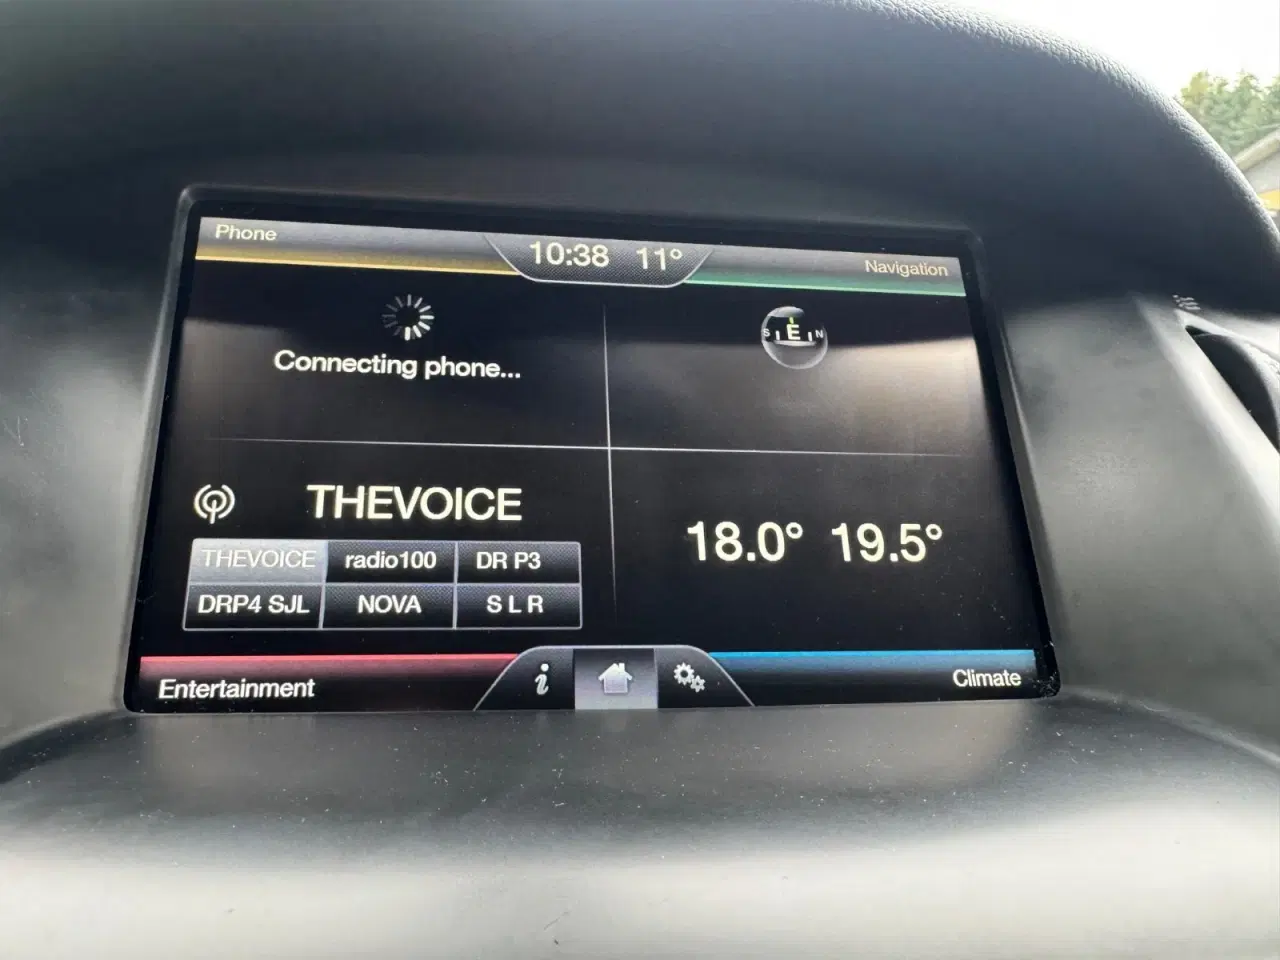 Phone
10:38 11°
Navigation
Connecting phone...
S E N
THEVOICE
THEVOICE radio100 DR P3
DRP4 SJL NOVA S L R
18.0° 19.5°
Entertainment
i
Climate